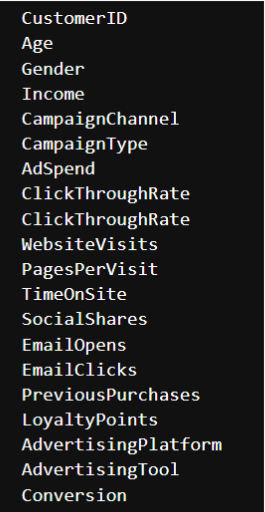 CustomerID
Age
Gender
Income
CampaignChannel
CampaignType
AdSpend
ClickThroughRate
ClickThroughRate
WebsiteVisits
PagesPerVisit
TimeOnSite
SocialShares
EmailOpens
EmailClicks
PreviousPurchases
LoyaltyPoints
AdvertisingPlatform
AdvertisingTool
Conversion